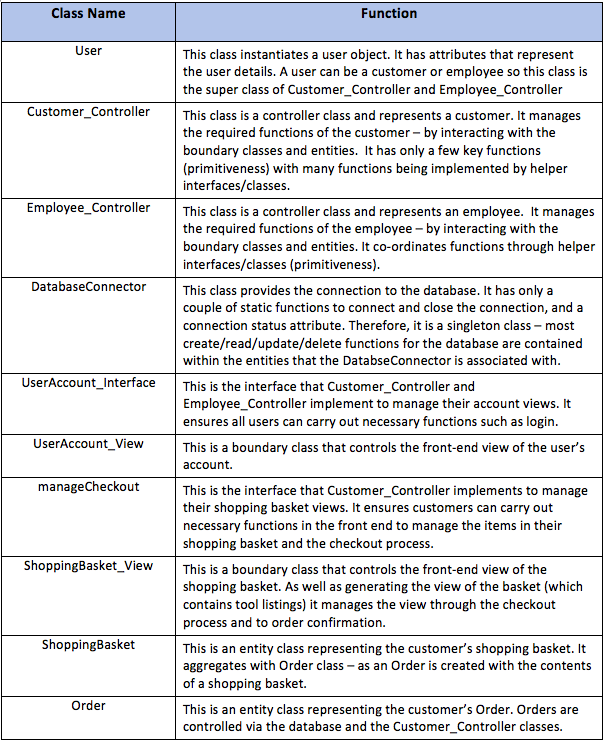 Class Name Function
User
This class instantiates a user object. It has attributes that represent
the user details. A user can be a customer or employee so this class is
the super class of Customer_Controller and Employee_Controller
Customer_Controller
This class is a controller class and represents a customer. It manages
the required functions of the customer – by interacting with the
boundary classes and entities.  It has only a few key functions
(primitiveness) with many functions being implemented by helper
interfaces/classes.
Employee_Controller
This class is a controller class and represents an employee.  It manages
the required functions of the employee – by interacting with the
boundary classes and entities. It co-ordinates functions through helper
interfaces/classes (primitiveness).
DatabaseConnector
This class provides the connection to the database. It has only a
couple of static functions to connect and close the connection, and a
connection status attribute. Therefore, it is a singleton class – most
create/read/update/delete functions for the database are contained
within the entities that the DatabseConnector is associated with.
UserAccount_Interface
This is the interface that Customer_Controller and
Employee_Controller implement to manage their account views. It
ensures all users can carry out necessary functions such as login.
UserAccount_View
This is a boundary class that controls the front-end view of the user's
account.
manageCheckout
This is the interface that Customer_Controller implements to manage
their shopping basket views. It ensures customers can carry out
necessary functions in the front end to manage the items in their
shopping basket and the checkout process.
ShoppingBasket_View
This is a boundary class that controls the front-end view of the
shopping basket. As well as generating the view of the basket (which
contains tool listings) it manages the view through the checkout
process and to order confirmation.
ShoppingBasket
This is an entity class representing the customer's shopping basket. It
aggregates with Order class – as an Order is created with the contents
of a shopping basket.
Order
This is an entity class representing the customer's Order. Orders are
controlled via the database and the Customer_Controller classes.